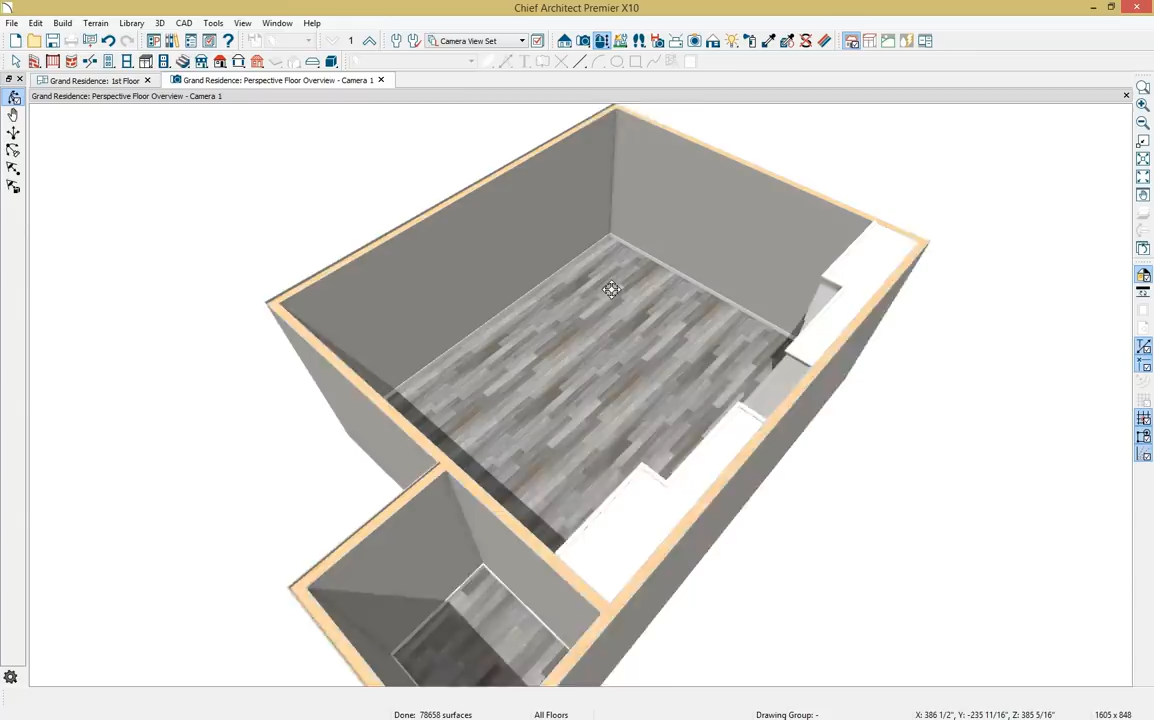 Chief Architect Premier X10
File Edit Build Terrain Library 3D CAD Tools View Window Help
1 Camera View Set
Grand Residence: 1st Floor Grand Residence: Perspective Floor Overview - Camera 1
Grand Residence: Perspective Floor Overview - Camera 1
Done: 78658 surfaces All Floors Drawing Group: - X: 386 1/2", Y: -235 11/16", Z: 385 5/16" 1605 x 848